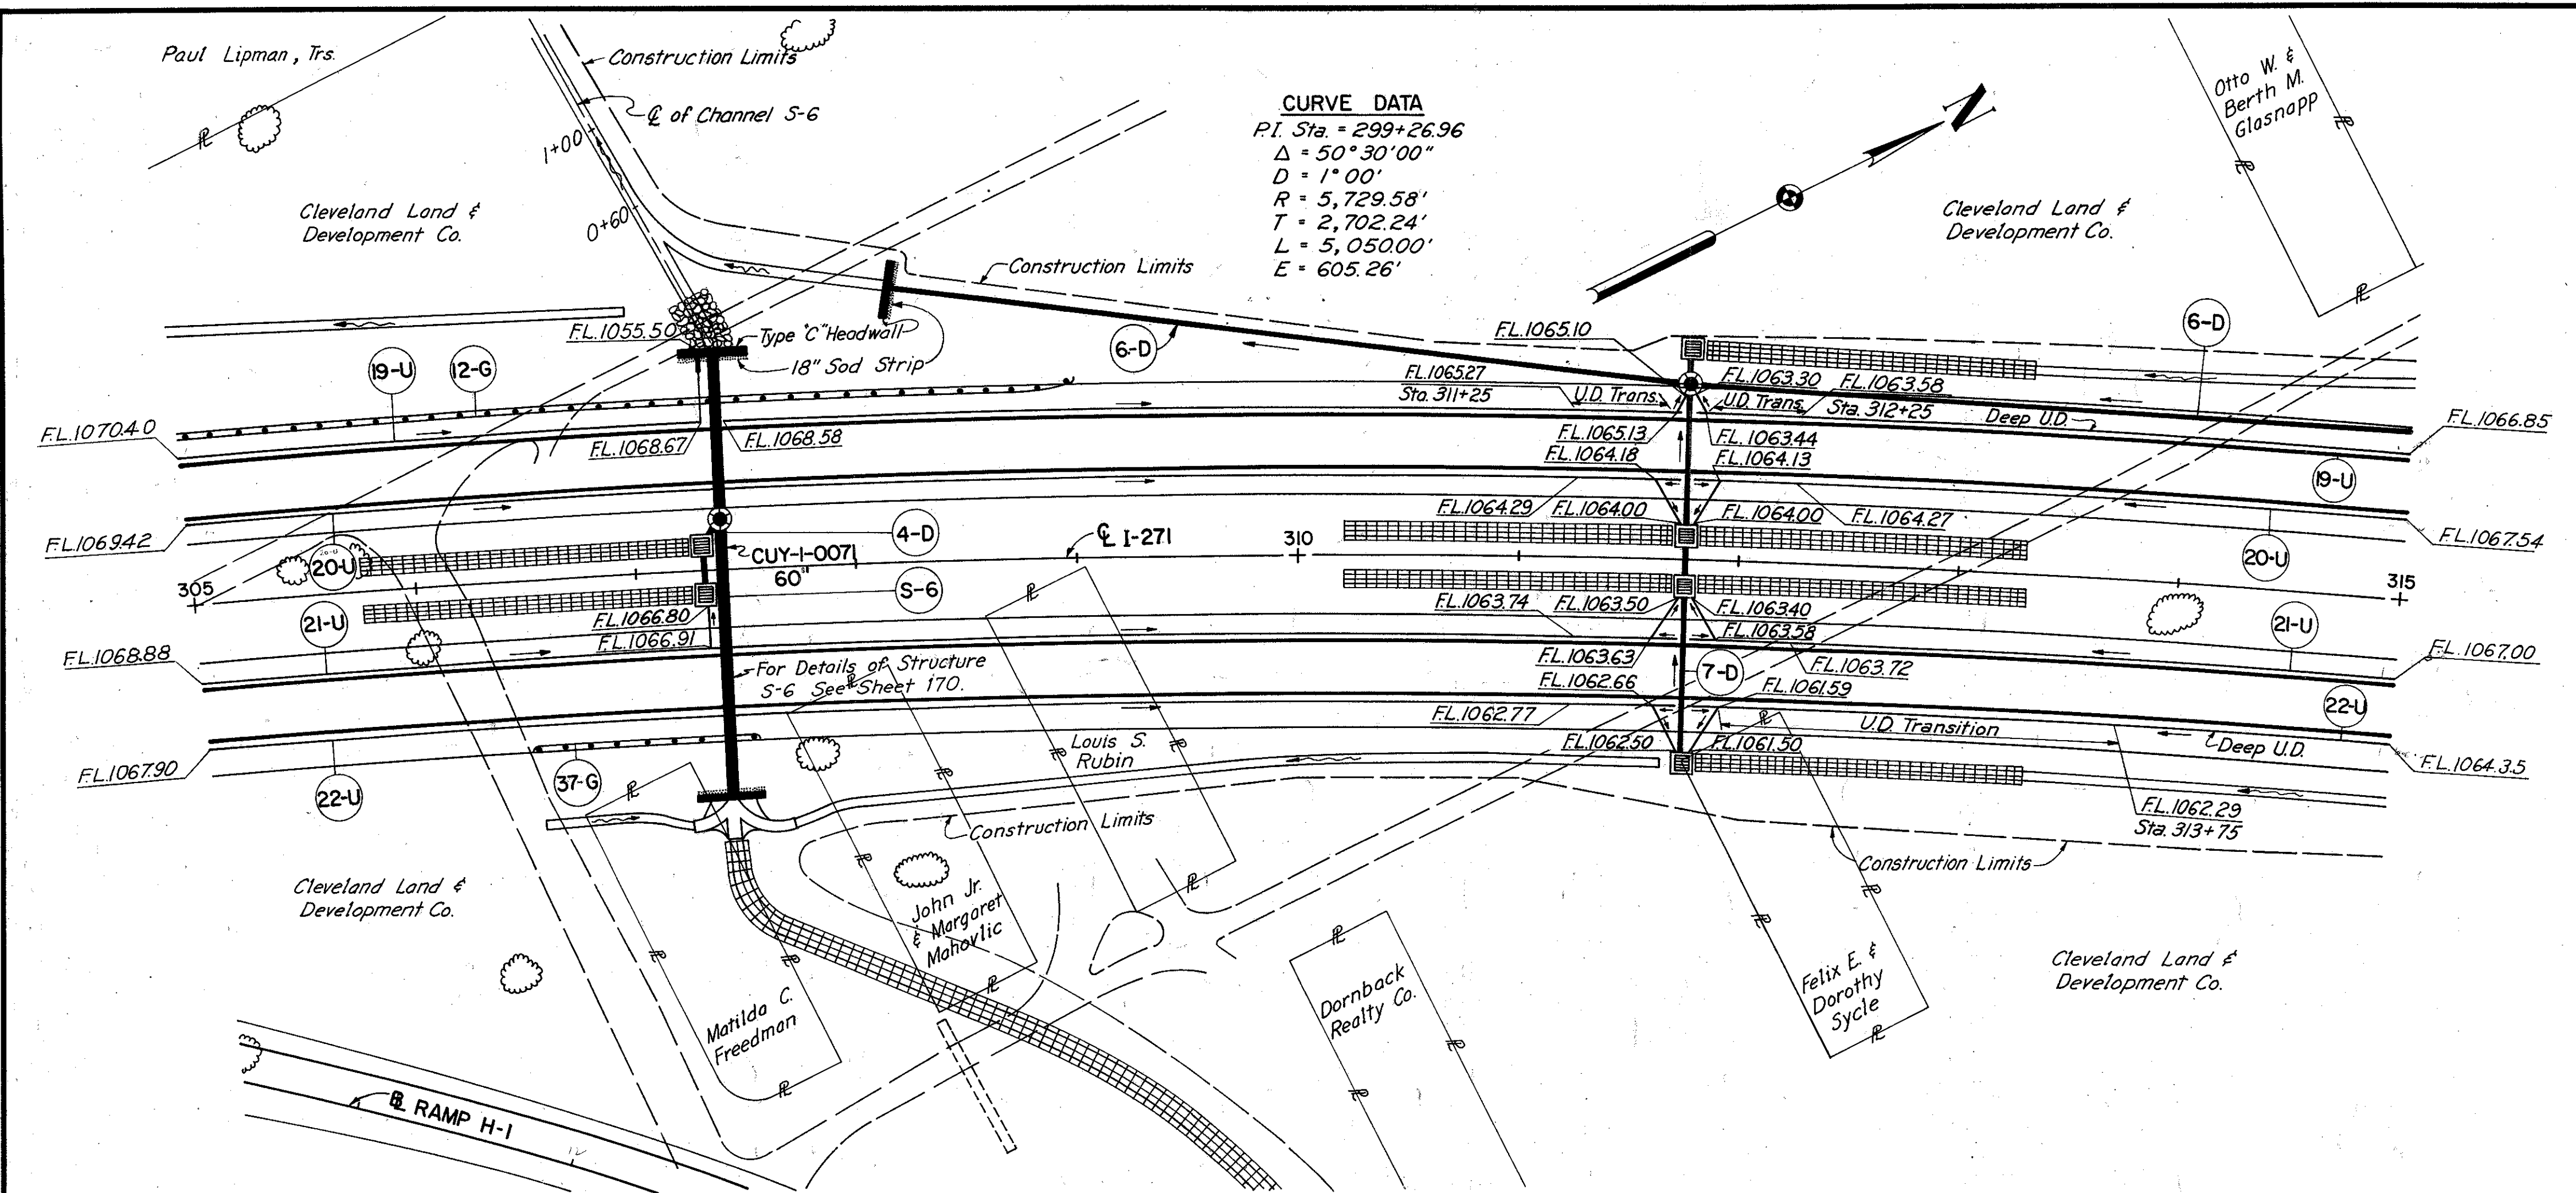 Paul Lipman, Trs.
Construction Limits
℄ of Channel S-6
1+00
0+60
CURVE DATA
P.I. Sta. = 299+26.96
Δ = 50°30'00"
D = 1°00'
R = 5,729.58'
T = 2,702.24'
L = 5,050.00'
E = 605.26'
N
Otto W. &
Berth M.
Glasnapp
Cleveland Land &
Development Co.
Cleveland Land &
Development Co.
Construction Limits
F.L.1055.50
Type "C" Headwall
18" Sod Strip
6-D
F.L.1065.10
6-D
19-U
12-G
F.L.1065.27
Sta. 311+25
U.D. Trans.
F.L.1063.30
F.L.1063.58
U.D. Trans.
Sta. 312+25
Deep U.D.
F.L.1070.40
F.L.1068.67
F.L.1068.58
F.L.1065.13
F.L.1063.44
F.L.1066.85
F.L.1064.18
F.L.1064.13
19-U
F.L.1069.42
F.L.1064.29
F.L.1064.00
F.L.1064.00
F.L.1064.27
F.L.1067.54
4-D
20-U
CUY-1-0071
60"
℄ I-271
310
20-U
305
S-6
315
21-U
F.L.1066.80
F.L.1066.91
F.L.1063.74
F.L.1063.50
F.L.1063.40
F.L.1063.58
21-U
F.L.1068.88
F.L.1063.63
F.L.1063.72
F.L.1067.00
For Details of Structure
S-6 See Sheet 170.
7-D
F.L.1062.66
F.L.1061.59
22-U
F.L.1062.77
U.D. Transition
F.L.1067.90
22-U
37-G
Louis S.
Rubin
F.L.1062.50
F.L.1061.50
Deep U.D.
F.L.1064.35
F.L.1062.29
Sta. 313+75
Construction Limits
Construction Limits
Cleveland Land &
Development Co.
John Jr.
& Margaret
Mahovlic
Matilda C.
Freedman
Dornback
Realty Co.
Felix E. &
Dorothy
Sycle
Cleveland Land &
Development Co.
BL RAMP H-1